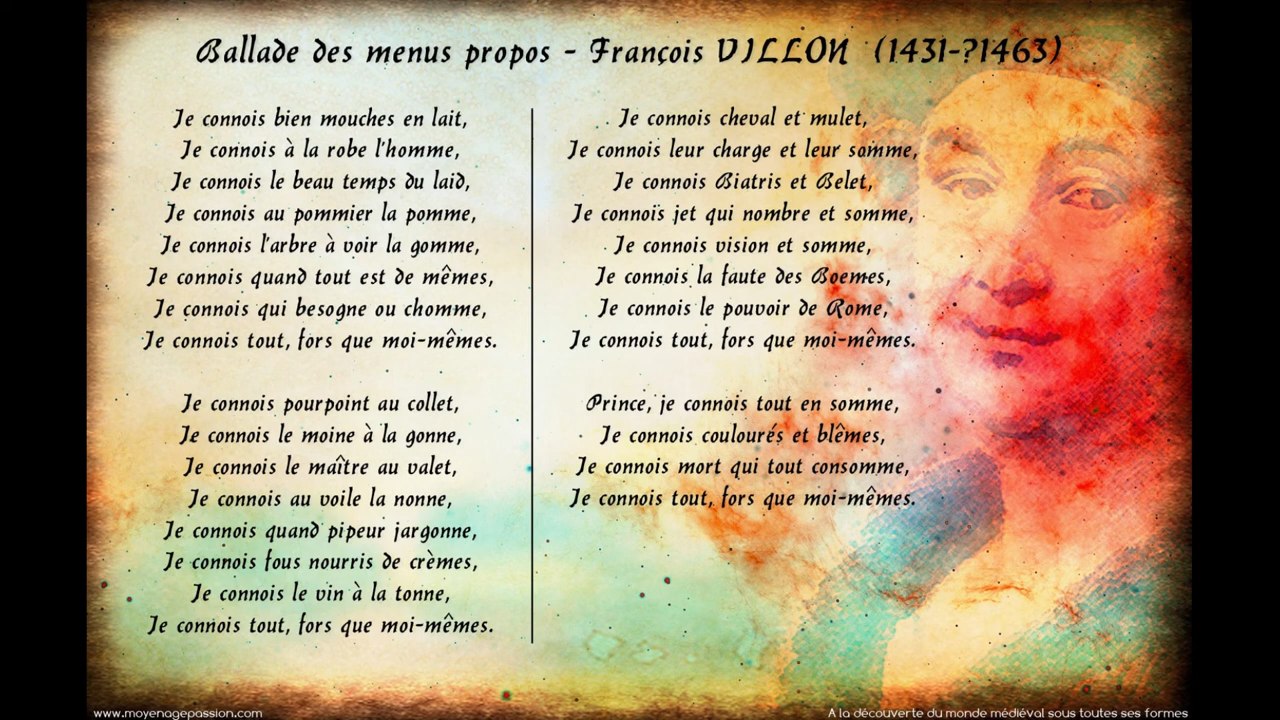 Ballade des menus propos - François VILLON (1431-?1463)
Je connois bien mouches en lait,
Je connois à la robe l'homme,
Je connois le beau temps du laid,
Je connois au pommier la pomme,
Je connois l'arbre à voir la gomme,
Je connois quand tout est de mêmes,
Je connois qui besogne ou chomme,
Je connois tout, fors que moi-mêmes.
Je connois pourpoint au collet,
Je connois le moine à la gonne,
Je connois le maître au valet,
Je connois au voile la nonne,
Je connois quand pipeur jargonne,
Je connois fous nourris de crèmes,
Je connois le vin à la tonne,
Je connois tout, fors que moi-mêmes.
Je connois cheval et mulet,
Je connois leur charge et leur somme,
Je connois Biatris et Belet,
Je connois jet qui nombre et somme,
Je connois vision et somme,
Je connois la faute des Boemes,
Je connois le pouvoir de Rome,
Je connois tout, fors que moi-mêmes.
Prince, je connois tout en somme,
Je connois coulourés et blêmes,
Je connois mort qui tout consomme,
Je connois tout, fors que moi-mêmes.
www.moyenagepassion.com
A la découverte du monde médiéval sous toutes ses formes